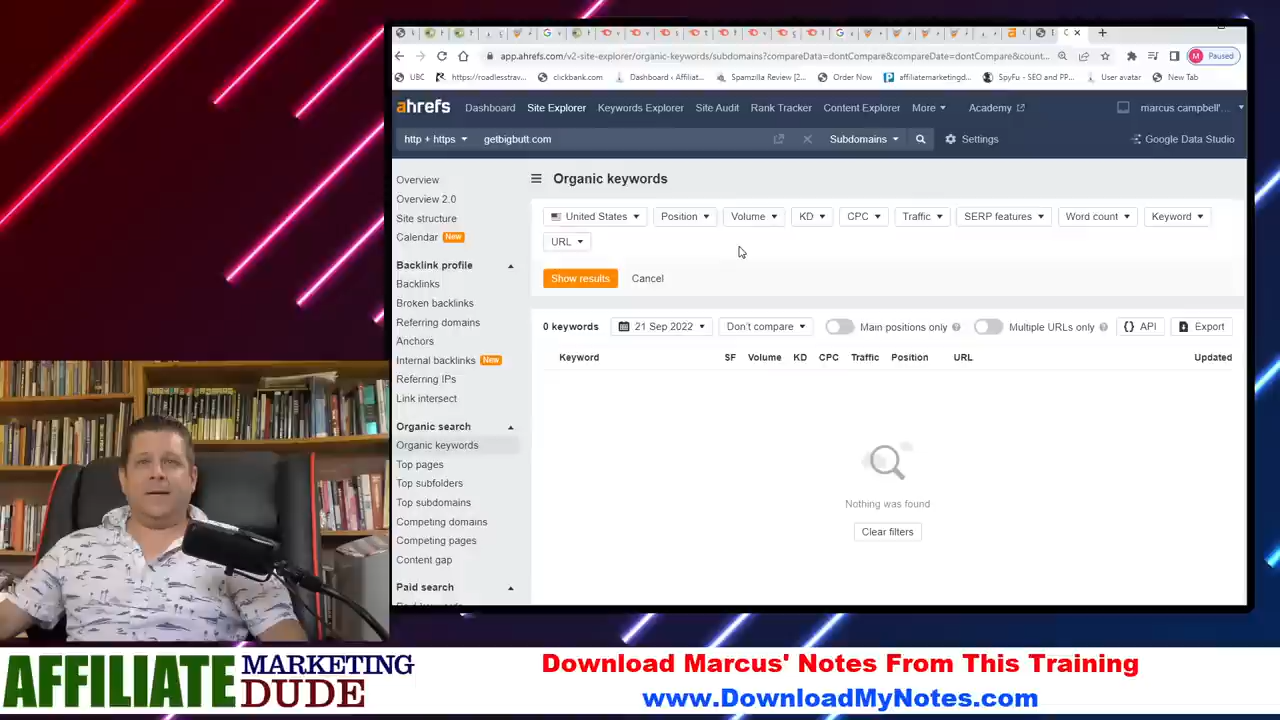 app.ahrefs.com/v2-site-explorer/organic-keywords/subdomains?compareData=dontCompare&compareDate=dontCompare&count...
M Paused
UBC https://roadlesstrav... clickbank.com Dashboard ‹ Affiliat... Spamzilla Review [... Order Now affiliatemarketingd... SpyFu - SEO and PP... User avatar New Tab
ahrefs Dashboard Site Explorer Keywords Explorer Site Audit Rank Tracker Content Explorer More Academy marcus campbell'...
http + https getbigbutt.com Subdomains Settings Google Data Studio
Overview
Overview 2.0
Site structure
Calendar New
Backlink profile
Backlinks
Broken backlinks
Referring domains
Anchors
Internal backlinks New
Referring IPs
Link intersect
Organic search
Organic keywords
Top pages
Top subfolders
Top subdomains
Competing domains
Competing pages
Content gap
Paid search
Organic keywords
United States Position Volume KD CPC Traffic SERP features Word count Keyword
URL
Show results Cancel
0 keywords 21 Sep 2022 Don't compare Main positions only Multiple URLs only {} API Export
Keyword SF Volume KD CPC Traffic Position URL Updated
Nothing was found
Clear filters
AFFILIATE MARKETING DUDE
Download Marcus' Notes From This Training
www.DownloadMyNotes.com